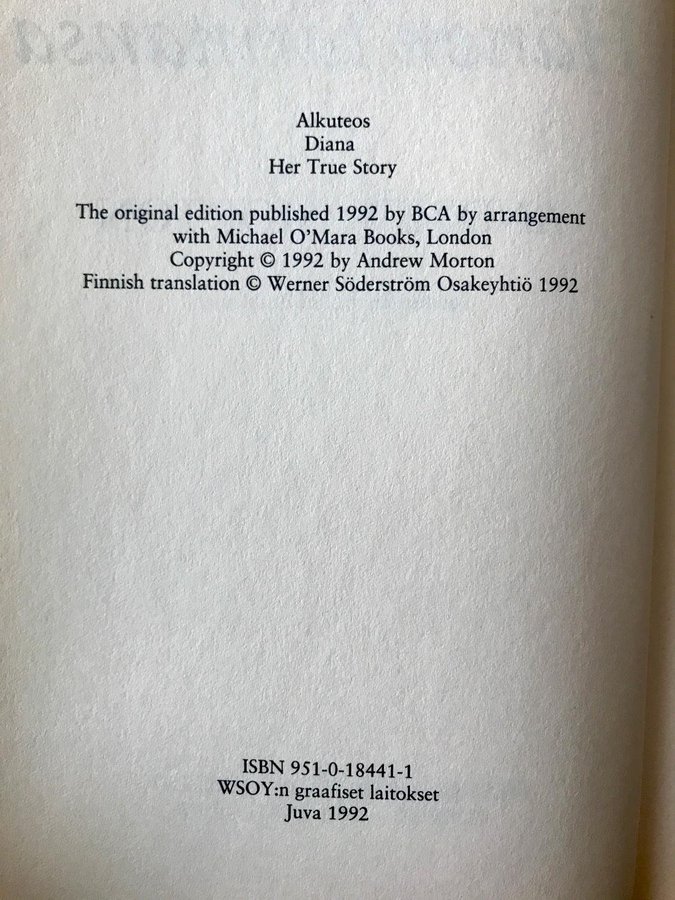 Alkuteos
Diana
Her True Story
The original edition published 1992 by BCA by arrangement
with Michael O'Mara Books, London
Copyright © 1992 by Andrew Morton
Finnish translation © Werner Söderström Osakeyhtiö 1992
ISBN 951-0-18441-1
WSOY:n graafiset laitokset
Juva 1992